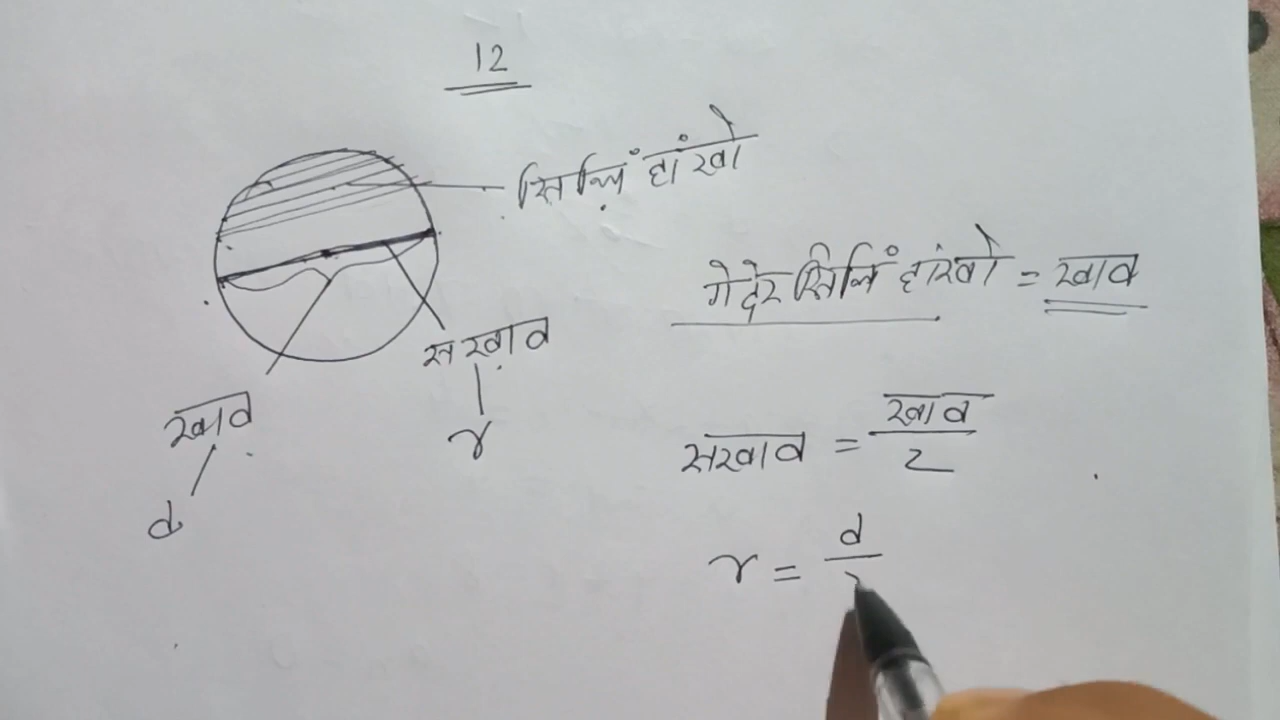 12
सिलिं हांखो
गेदेर सिलिं हांखो = खाव
सखाव
खाव
सखाव = खाव / 2
r
d
r = d /